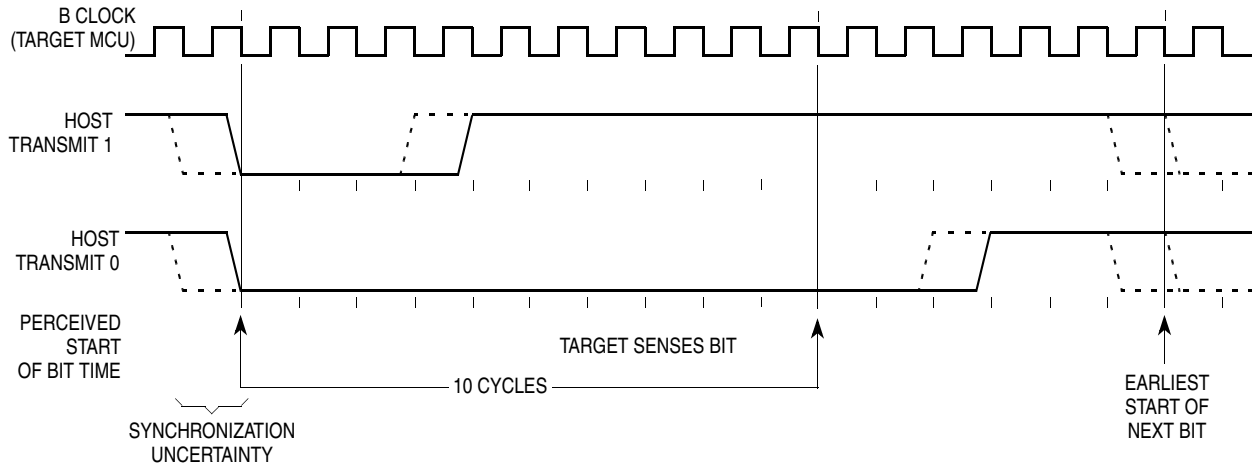 B CLOCK
(TARGET MCU)
HOST
TRANSMIT 1
HOST
TRANSMIT 0
PERCEIVED
START
OF BIT TIME
TARGET SENSES BIT
10 CYCLES
EARLIEST
START OF
NEXT BIT
SYNCHRONIZATION
UNCERTAINTY